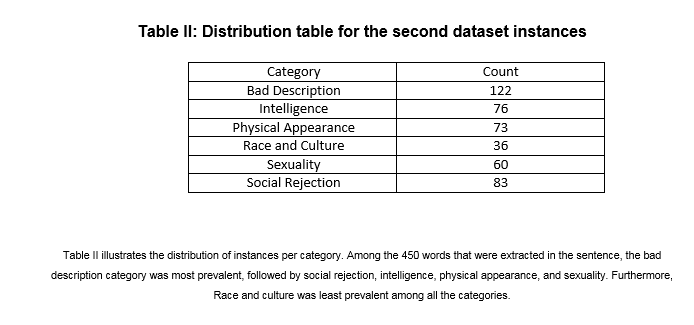 Table II: Distribution table for the second dataset instances
Category Count
Bad Description 122
Intelligence 76
Physical Appearance 73
Race and Culture 36
Sexuality 60
Social Rejection 83
Table II illustrates the distribution of instances per category. Among the 450 words that were extracted in the sentence, the bad
description category was most prevalent, followed by social rejection, intelligence, physical appearance, and sexuality. Furthermore,
Race and culture was least prevalent among all the categories.